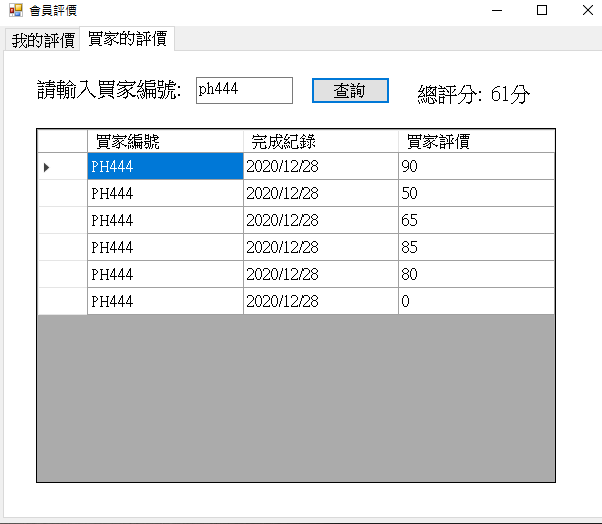 會員評價
我的評價 買家的評價
請輸入買家編號: ph444 查詢 總評分: 61分
買家編號 完成紀錄 買家評價
PH444 2020/12/28 90
PH444 2020/12/28 50
PH444 2020/12/28 65
PH444 2020/12/28 85
PH444 2020/12/28 80
PH444 2020/12/28 0